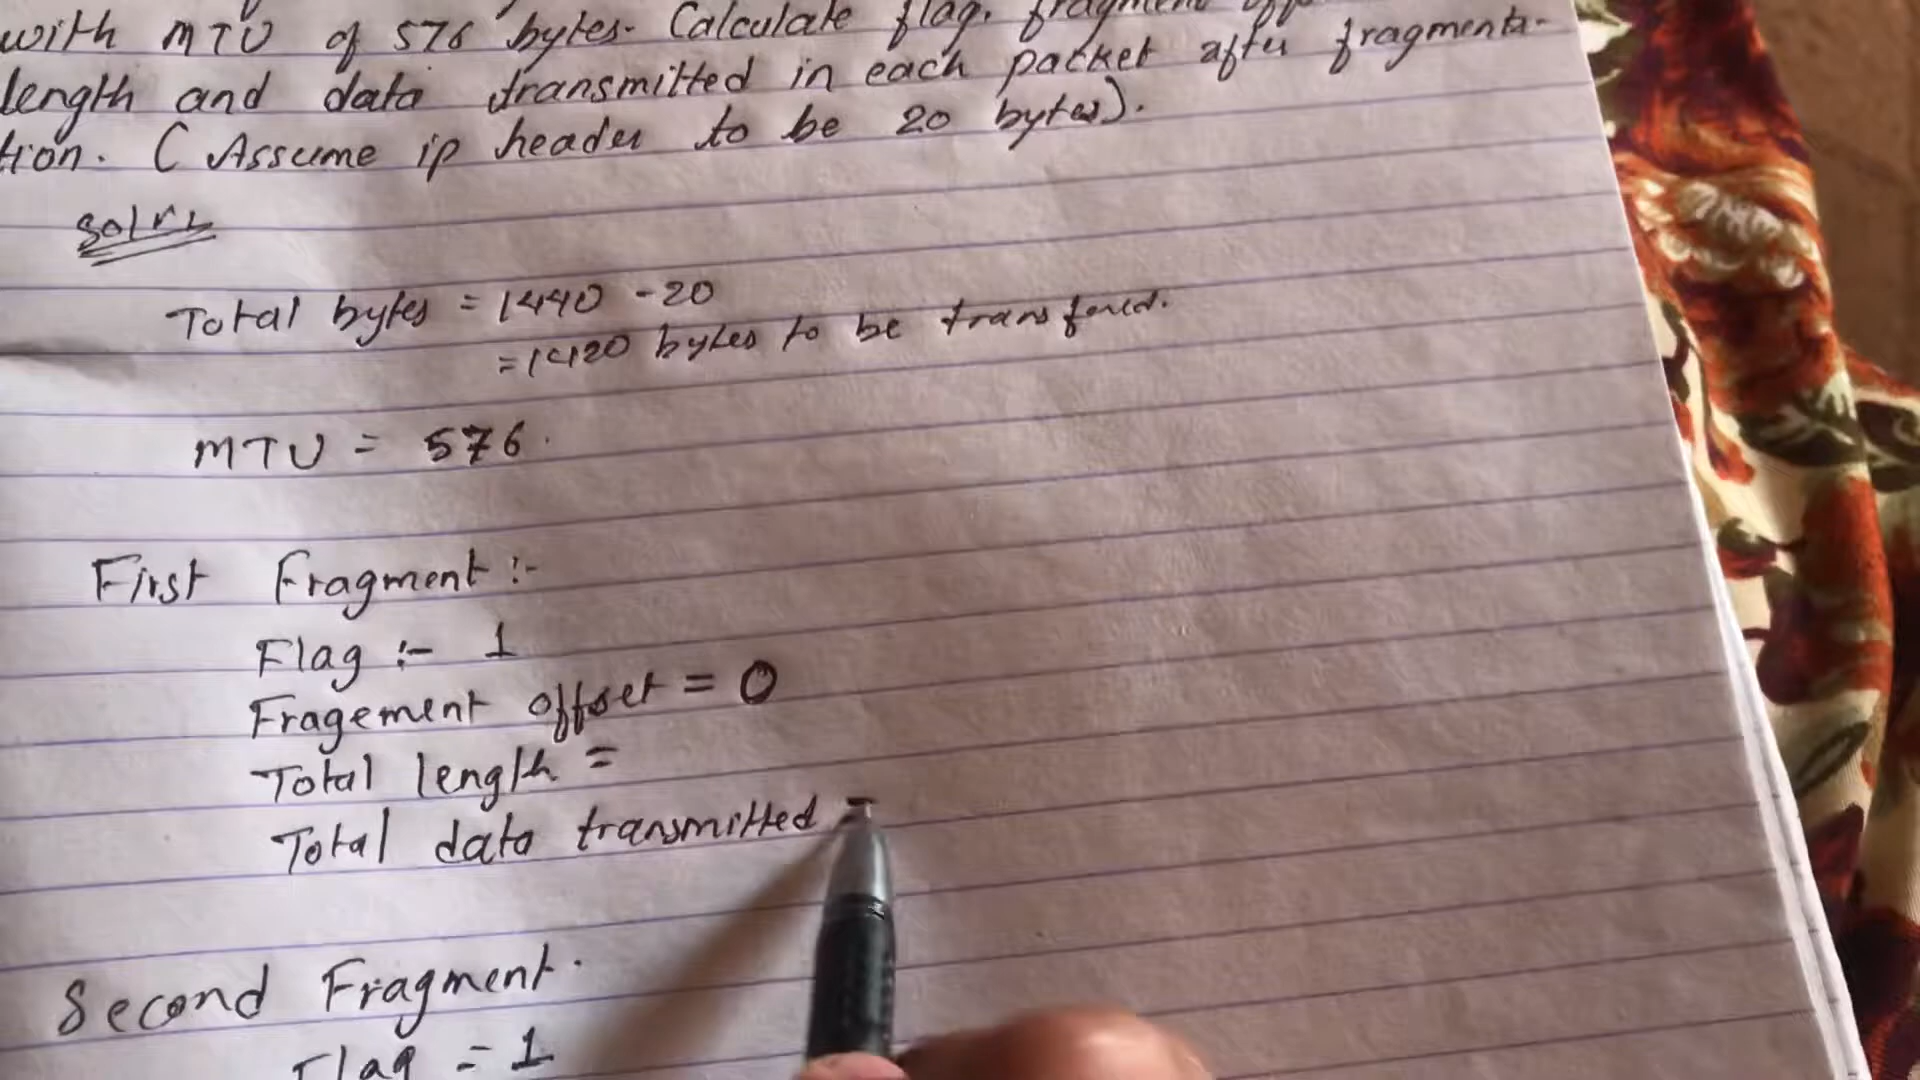 with MTU of 576 bytes. Calculate flag, fragment
length and data transmitted in each packet after fragmenta-
tion. ( Assume ip header to be 20 bytes).
Soln
Total bytes = 1440 - 20
= 1420 bytes to be transfered.
MTU = 576.
First Fragment :-
Flag :- 1
Fragement offset = 0
Total length =
Total data transmitted =
Second Fragment.
Flag = 1